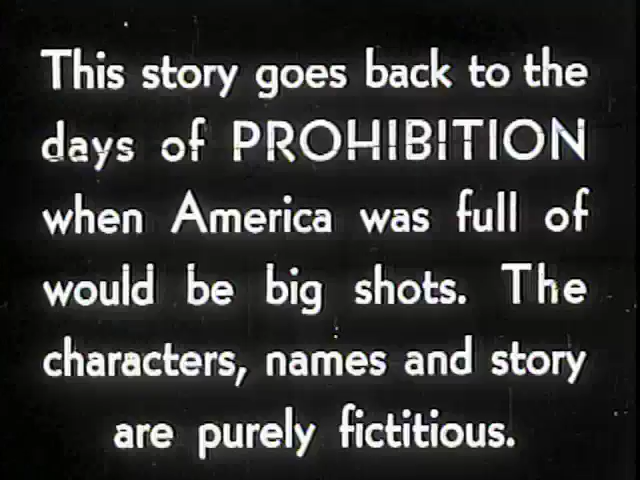 This story goes back to the
days of PROHIBITION
when America was full of
would be big shots. The
characters, names and story
are purely fictitious.